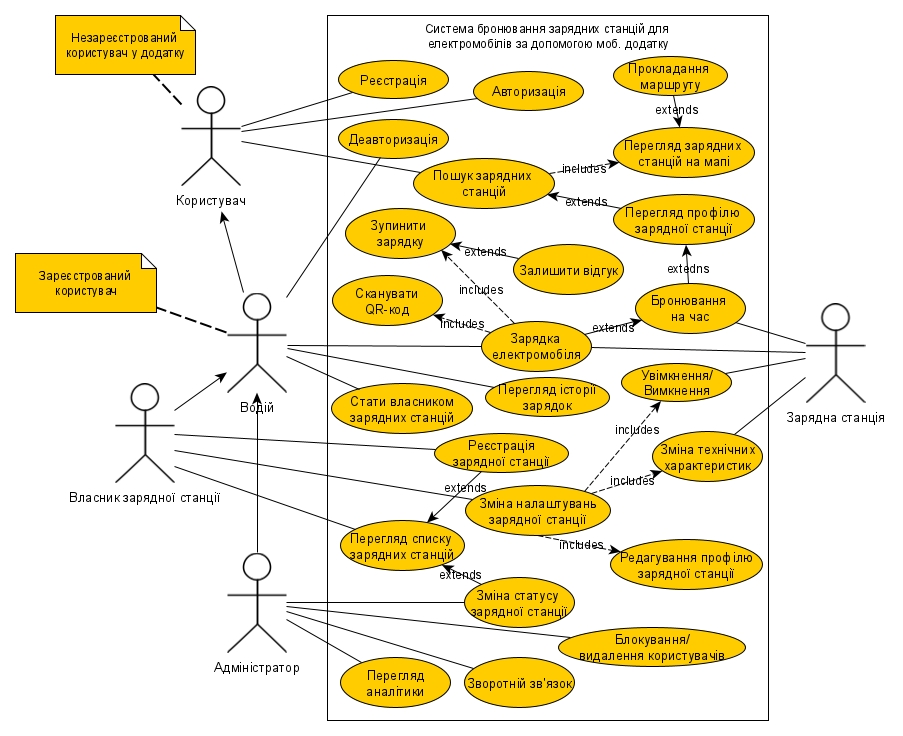 Система бронювання зарядних станцій для
електромобілів за допомогою моб. додатку
Незареєстрований
користувач у додатку
Реєстрація
Авторизація
Прокладання
маршруту
extends
Деавторизація
Перегляд зарядних
станцій на мапі
includes
Пошук зарядних
станцій
Користувач
extends
Перегляд профілю
зарядної станції
Зупинити
зарядку
extends
Залишити відгук
extedns
Зареєстрований
користувач
includes
Сканувати
QR-код
includes
Бронювання
на час
extends
Зарядка
електромобіля
Увімкнення/
Вимкнення
Водій
Стати власником
зарядних станцій
Перегляд історії
зарядок
Зарядна станція
includes
Реєстрація
зарядної станції
Зміна технічних
характеристик
includes
extends
Власник зарядної станції
Зміна налаштувань
зарядної станції
includes
Перегляд списку
зарядних станцій
Редагування профілю
зарядної станції
extends
Зміна статусу
зарядної станції
Блокування/
видалення користувачів
Адміністратор
Перегляд
аналітики
Зворотній зв'язок